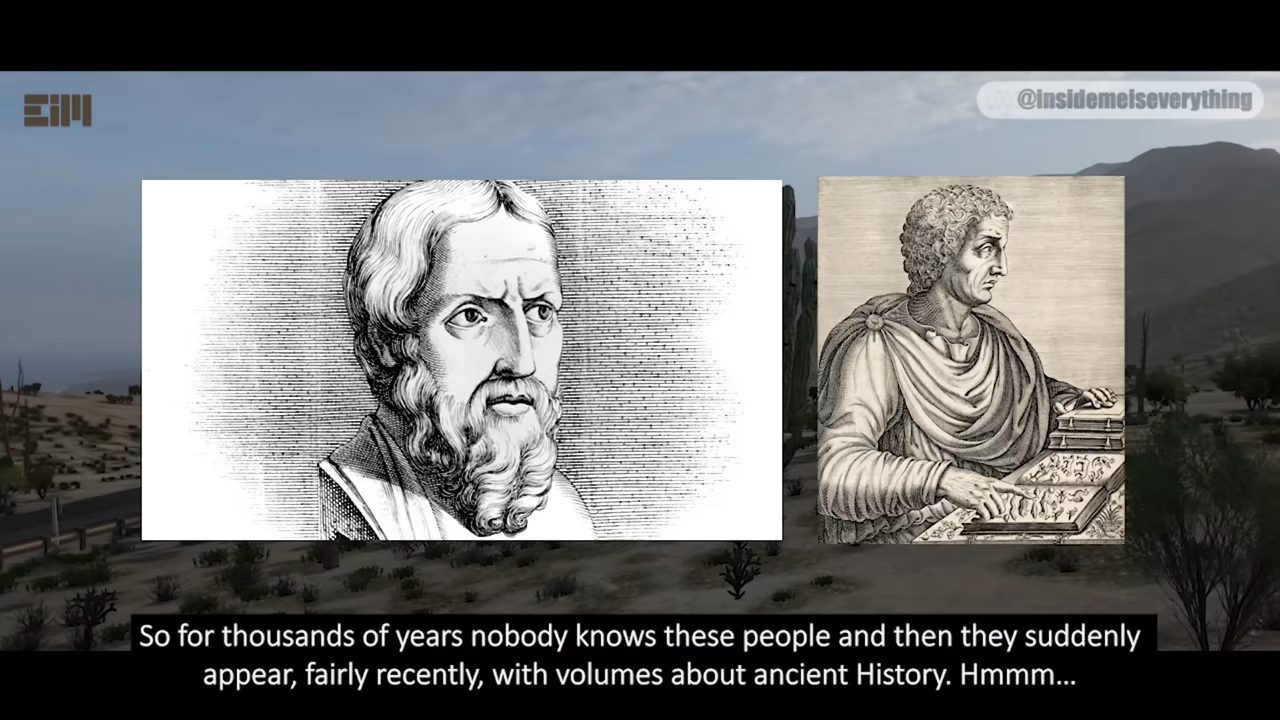 EiM
@insidemeiseverything
So for thousands of years nobody knows these people and then they suddenly
appear, fairly recently, with volumes about ancient History. Hmmm...